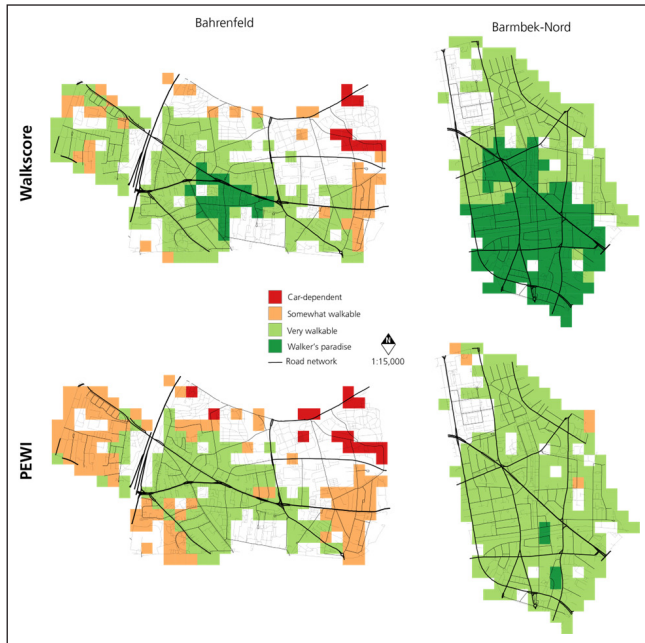 Bahrenfeld
Barmbek-Nord
Walkscore
Car-dependent
Somewhat walkable
Very walkable
Walker's paradise
Road network
N
1:15,000
PEWI